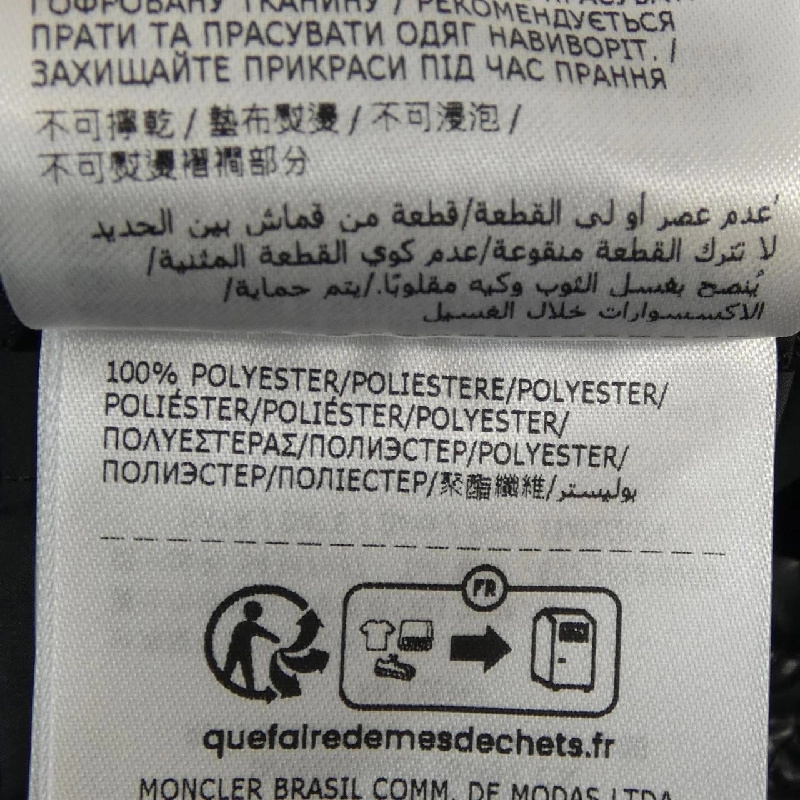 ГОФРОВАНУ ТКАНИНУ / РЕКОМЕНДУЄТЬСЯ
ПРАТИ ТА ПРАСУВАТИ ОДЯГ НАВИВОРІТ. /
ЗАХИЩАЙТЕ ПРИКРАСИ ПІД ЧАС ПРАННЯ
不可擰乾 / 墊布熨燙 / 不可浸泡 /
不可熨燙褶襇部分
عدم عصر أو لي القطعة/قطعة من قماش بين الحديد
لا تترك القطعة منقوعة/عدم كوي القطعة المثنية/
يُنصح بغسل الثوب وكيه مقلوبًا./يتم حماية/
الاكسسوارات خلال الغسيل
100% POLYESTER/POLIESTERE/POLYESTER/
POLIÉSTER/POLIÉSTER/POLYESTER/
ΠΟΛΥΕΣΤΕΡΑΣ/ПОЛИЭСТЕР/POLYESTER/
ПОЛИЭСТЕР/ПОЛІЕСТЕР/聚酯纖維/بوليستر
FR
quefairedemesdechets.fr
MONCLER BRASIL COMM. DE MODAS LTDA